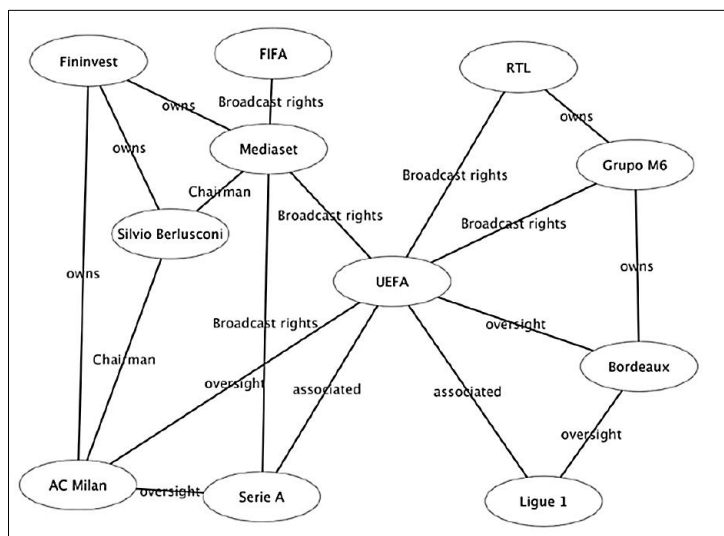 FIFA
Fininvest
RTL
owns
Broadcast rights
owns
Mediaset
owns
Grupo M6
Broadcast rights
Chairman
Broadcast rights
Broadcast rights
Silvio Berlusconi
owns
owns
UEFA
Broadcast rights
oversight
Chairman
Bordeaux
oversight
associated
associated
oversight
AC Milan
oversight
Serie A
Ligue 1